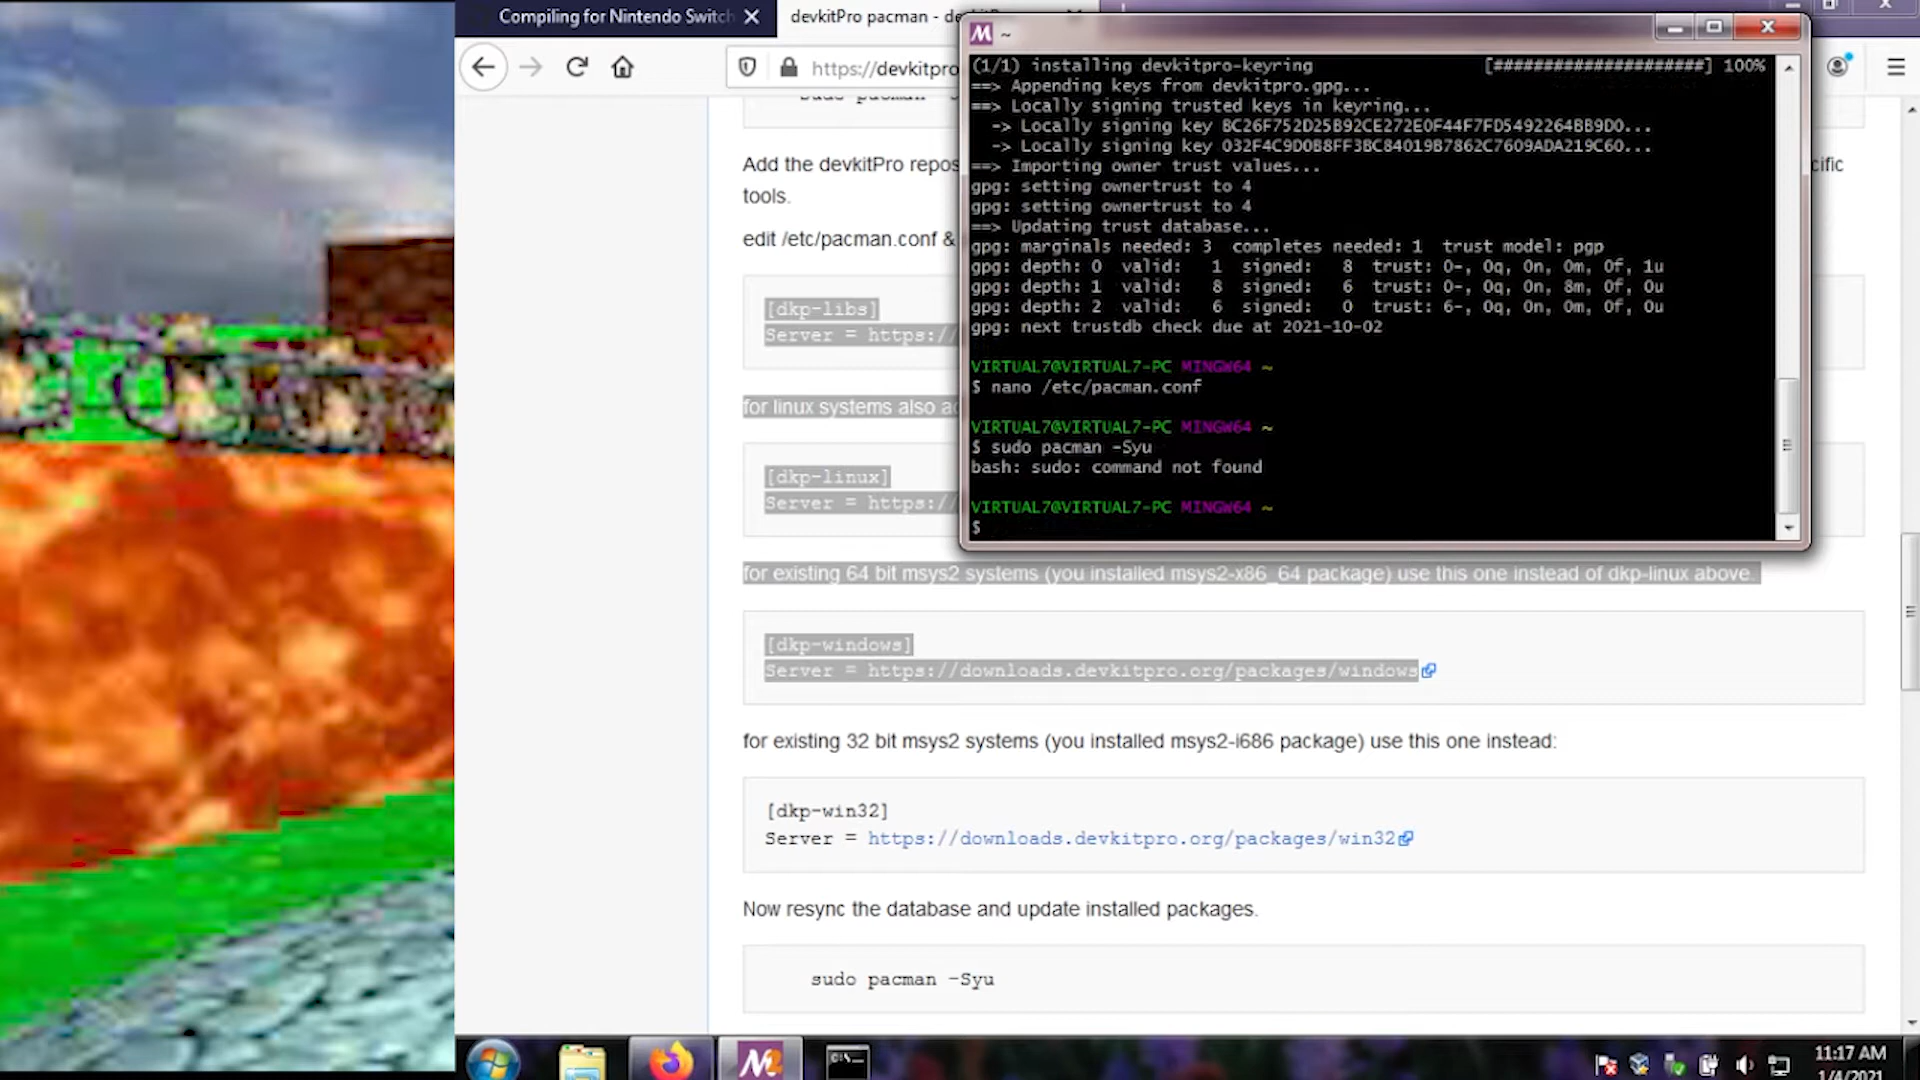 Compiling for Nintendo Switch
devkitPro pacman - de
https://devkitpro
sudo pacman -S
Add the devkitPro repos
cific
tools.
edit /etc/pacman.conf &
[dkp-libs]
Server = https://
for linux systems also ad
[dkp-linux]
Server = https://
for existing 64 bit msys2 systems (you installed msys2-x86_64 package) use this one instead of dkp-linux above.
[dkp-windows]
Server = https://downloads.devkitpro.org/packages/windows
for existing 32 bit msys2 systems (you installed msys2-i686 package) use this one instead:
[dkp-win32]
Server = https://downloads.devkitpro.org/packages/win32
Now resync the database and update installed packages.
sudo pacman -Syu
~
(1/1) installing devkitpro-keyring [#####################] 100%
==> Appending keys from devkitpro.gpg...
==> Locally signing trusted keys in keyring...
-> Locally signing key BC26F752D25B92CE272E0F44F7FD5492264BB9D0...
-> Locally signing key 032F4C9D0B8FF3BC84019B7862C7609ADA219C60...
==> Importing owner trust values...
gpg: setting ownertrust to 4
gpg: setting ownertrust to 4
==> Updating trust database...
gpg: marginals needed: 3 completes needed: 1 trust model: pgp
gpg: depth: 0 valid: 1 signed: 8 trust: 0-, 0q, 0n, 0m, 0f, 1u
gpg: depth: 1 valid: 8 signed: 6 trust: 0-, 0q, 0n, 8m, 0f, 0u
gpg: depth: 2 valid: 6 signed: 0 trust: 6-, 0q, 0n, 0m, 0f, 0u
gpg: next trustdb check due at 2021-10-02
VIRTUAL7@VIRTUAL7-PC MINGW64 ~
$ nano /etc/pacman.conf
VIRTUAL7@VIRTUAL7-PC MINGW64 ~
$ sudo pacman -Syu
bash: sudo: command not found
VIRTUAL7@VIRTUAL7-PC MINGW64 ~
$
11:17 AM
1/4/2021